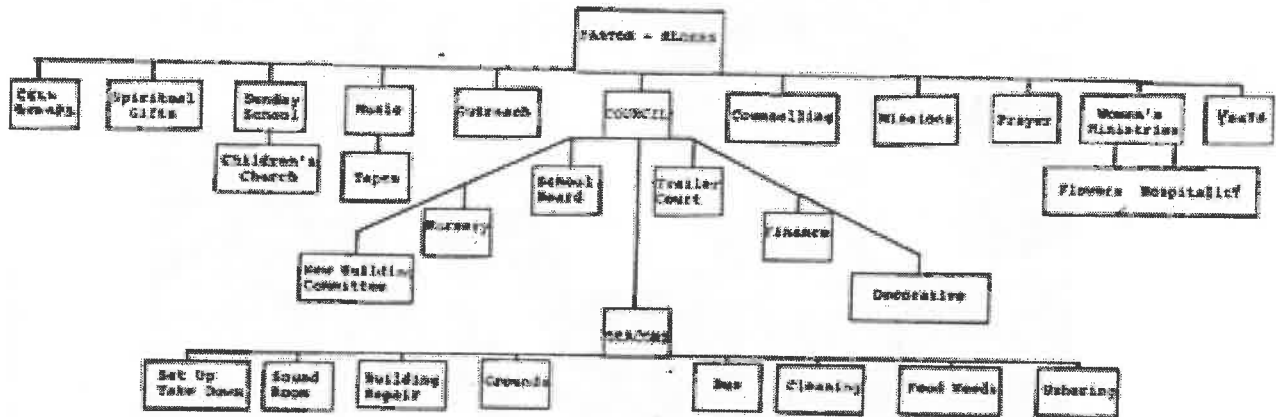 PASTOR - ELDERS
Spiritual
Gifts
Sunday
School
Music
Outreach
COUNCIL
Counselling
Missions
Prayer
Women's
Ministries
Youth
Children's
Church
Tapes
School
Board
Trailer
Court
Flowers Hospitality
Nursery
Finance
New Building
Committee
Decorative
DEACONS
Set Up
Take Down
Sound
Room
Building
Repair
Grounds
Bus
Cleaning
Food Needs
Ushering